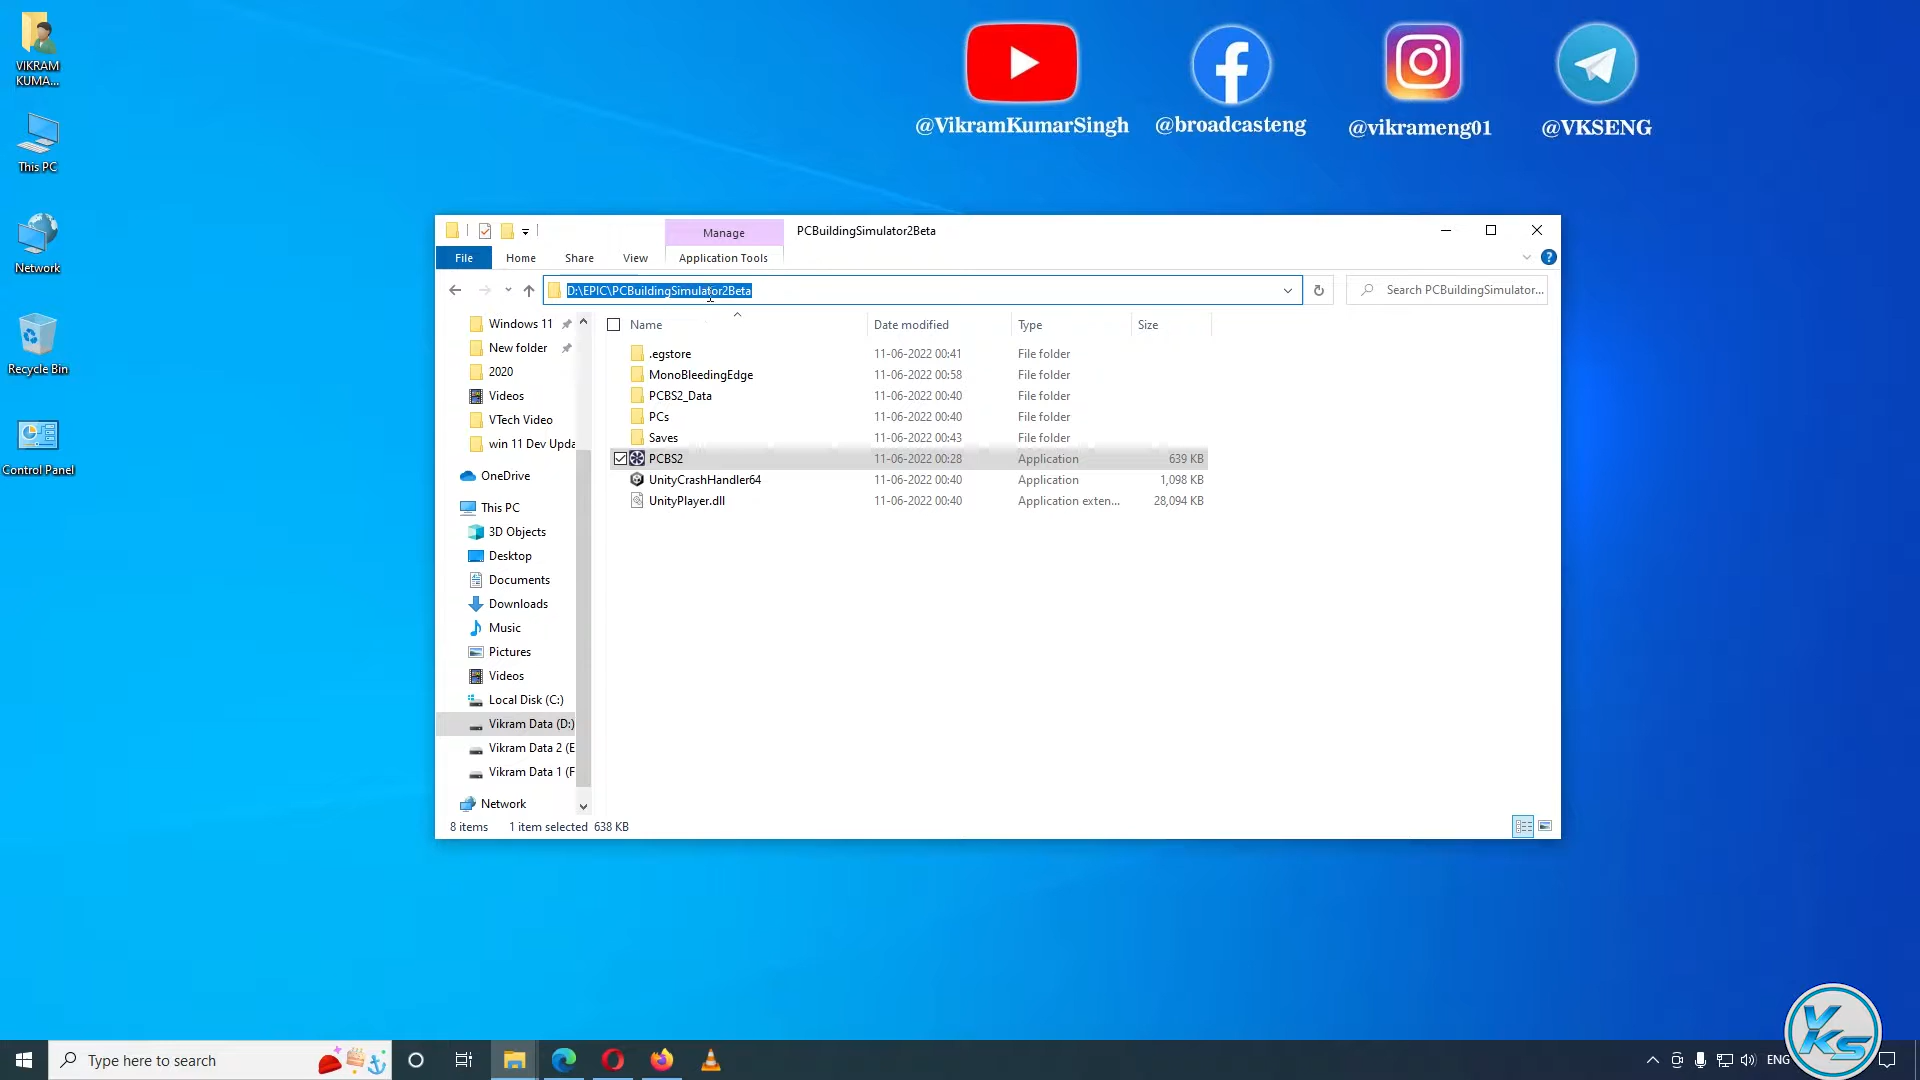 VIKRAM
KUMA...
This PC
Network
Recycle Bin
Control Panel
@VikramKumarSingh
@broadcasteng
@vikrameng01
@VKSENG
Manage
PCBuildingSimulator2Beta
File
Home
Share
View
Application Tools
D:\EPIC\PCBuildingSimulator2Beta
Search PCBuildingSimulator...
Windows 11
New folder
2020
Videos
VTech Video
win 11 Dev Upda
OneDrive
This PC
3D Objects
Desktop
Documents
Downloads
Music
Pictures
Videos
Local Disk (C:)
Vikram Data (D:)
Vikram Data 2 (E
Vikram Data 1 (F
Network
Name Date modified Type Size
.egstore 11-06-2022 00:41 File folder
MonoBleedingEdge 11-06-2022 00:58 File folder
PCBS2_Data 11-06-2022 00:40 File folder
PCs 11-06-2022 00:40 File folder
Saves 11-06-2022 00:43 File folder
PCBS2 11-06-2022 00:28 Application 639 KB
UnityCrashHandler64 11-06-2022 00:40 Application 1,098 KB
UnityPlayer.dll 11-06-2022 00:40 Application exten... 28,094 KB
8 items 1 item selected 638 KB
Type here to search
ENG
VKS